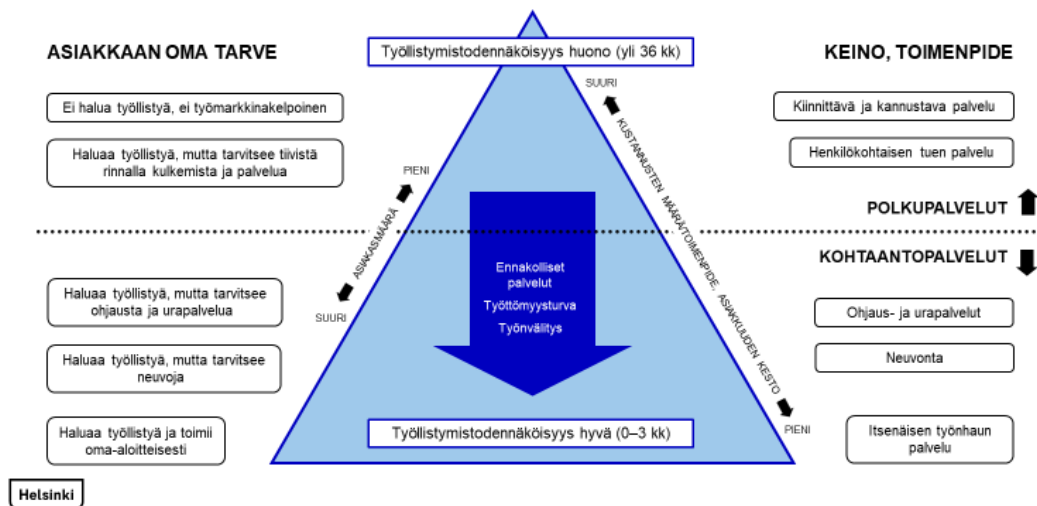 ASIAKKAAN OMA TARVE
Ei halua työllistyä, ei työmarkkinakelpoinen
Haluaa työllistyä, mutta tarvitsee tiivistä
rinnalla kulkemista ja palvelua
Haluaa työllistyä, mutta tarvitsee
ohjausta ja urapalvelua
Haluaa työllistyä, mutta tarvitsee
neuvoja
Haluaa työllistyä ja toimii
oma-aloitteisesti
Työllistymistodennäköisyys huono (yli 36 kk)
PIENI
ASIAKASMÄÄRÄ
SUURI
Ennakolliset
palvelut
Työttömyysturva
Työnvälitys
Työllistymistodennäköisyys hyvä (0–3 kk)
SUURI
KUSTANNUSTEN MÄÄRÄ/TOIMENPIDE, ASIAKKUUDEN KESTO
PIENI
KEINO, TOIMENPIDE
Kiinnittävä ja kannustava palvelu
Henkilökohtaisen tuen palvelu
POLKUPALVELUT
KOHTAANTOPALVELUT
Ohjaus- ja urapalvelut
Neuvonta
Itsenäisen työnhaun
palvelu
Helsinki